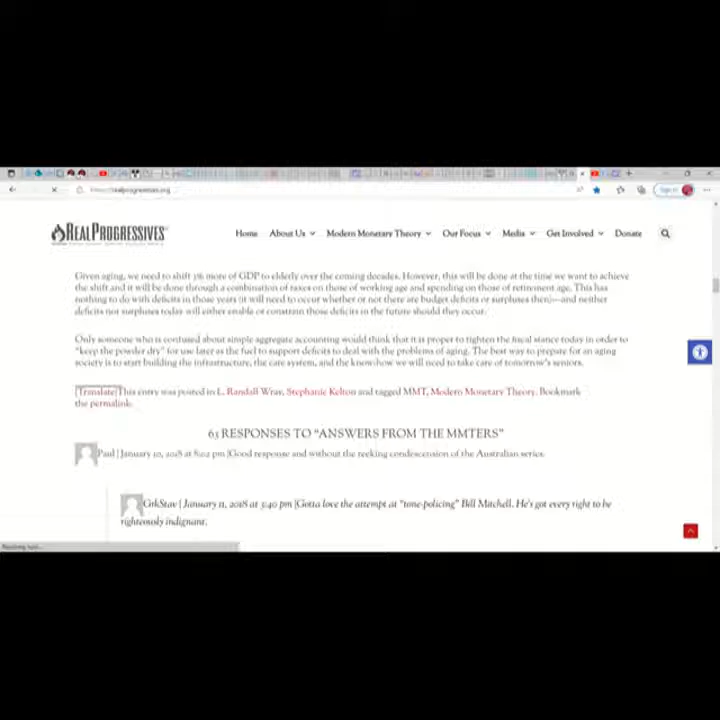 realprogressives.org
Sign in
REALPROGRESSIVES
Home About Us Modern Monetary Theory Our Focus Media Get Involved Donate
Given aging, we need to shift 3% more of GDP to elderly over the coming decades. However, this will be done at the time we want to achieve
the shift and it will be done through a combination of taxes on those of working age and spending on those of retirement age. This has
nothing to do with deficits in those years (it will need to occur whether or not there are budget deficits or surpluses then)—and neither
deficits not surpluses today will either enable or constrain those deficits in the future should they occur.
Only someone who is confused about simple aggregate accounting would think that it is proper to tighten the fiscal stance today in order to
"keep the powder dry" for use later as the fuel to support deficits to deal with the problems of aging. The best way to prepare for an aging
society is to start building the infrastructure, the care system, and the know-how we will need to take care of tomorrow's seniors.
[Translate]This entry was posted in L. Randall Wray, Stephanie Kelton and tagged MMT, Modern Monetary Theory. Bookmark
the permalink.
63 RESPONSES TO "ANSWERS FROM THE MMTERS"
Paul | January 10, 2018 at 8:02 pm |Good response and without the reeking condescension of the Australian serics.
GrkStav | January 11, 2018 at 5:40 pm |Gotta love the attempt at "tone-policing" Bill Mitchell. He's got every right to be
righteously indignant.